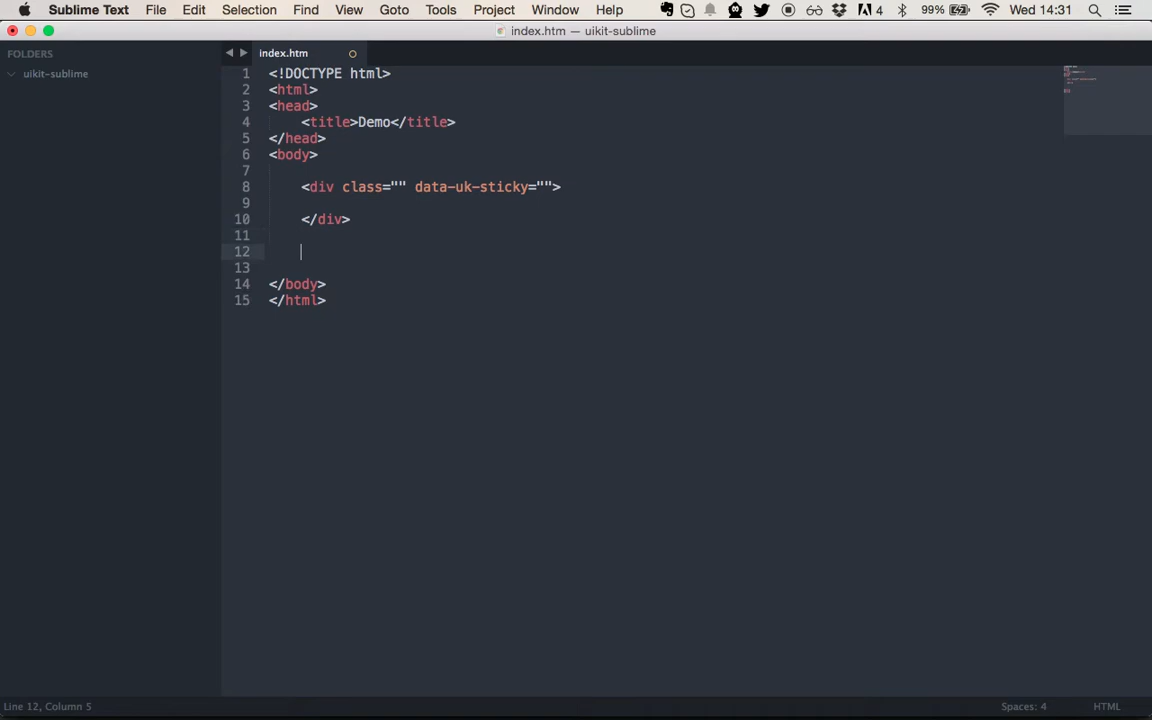 Sublime Text File Edit Selection Find View Goto Tools Project Window Help 4 99% Wed 14:31
index.htm — uikit-sublime
FOLDERS
uikit-sublime
index.htm
1 <!DOCTYPE html>
2 <html>
3 <head>
4 <title>Demo</title>
5 </head>
6 <body>
7
8 <div class="" data-uk-sticky="">
9
10 </div>
11
12
13
14 </body>
15 </html>
Line 12, Column 5 Spaces: 4 HTML